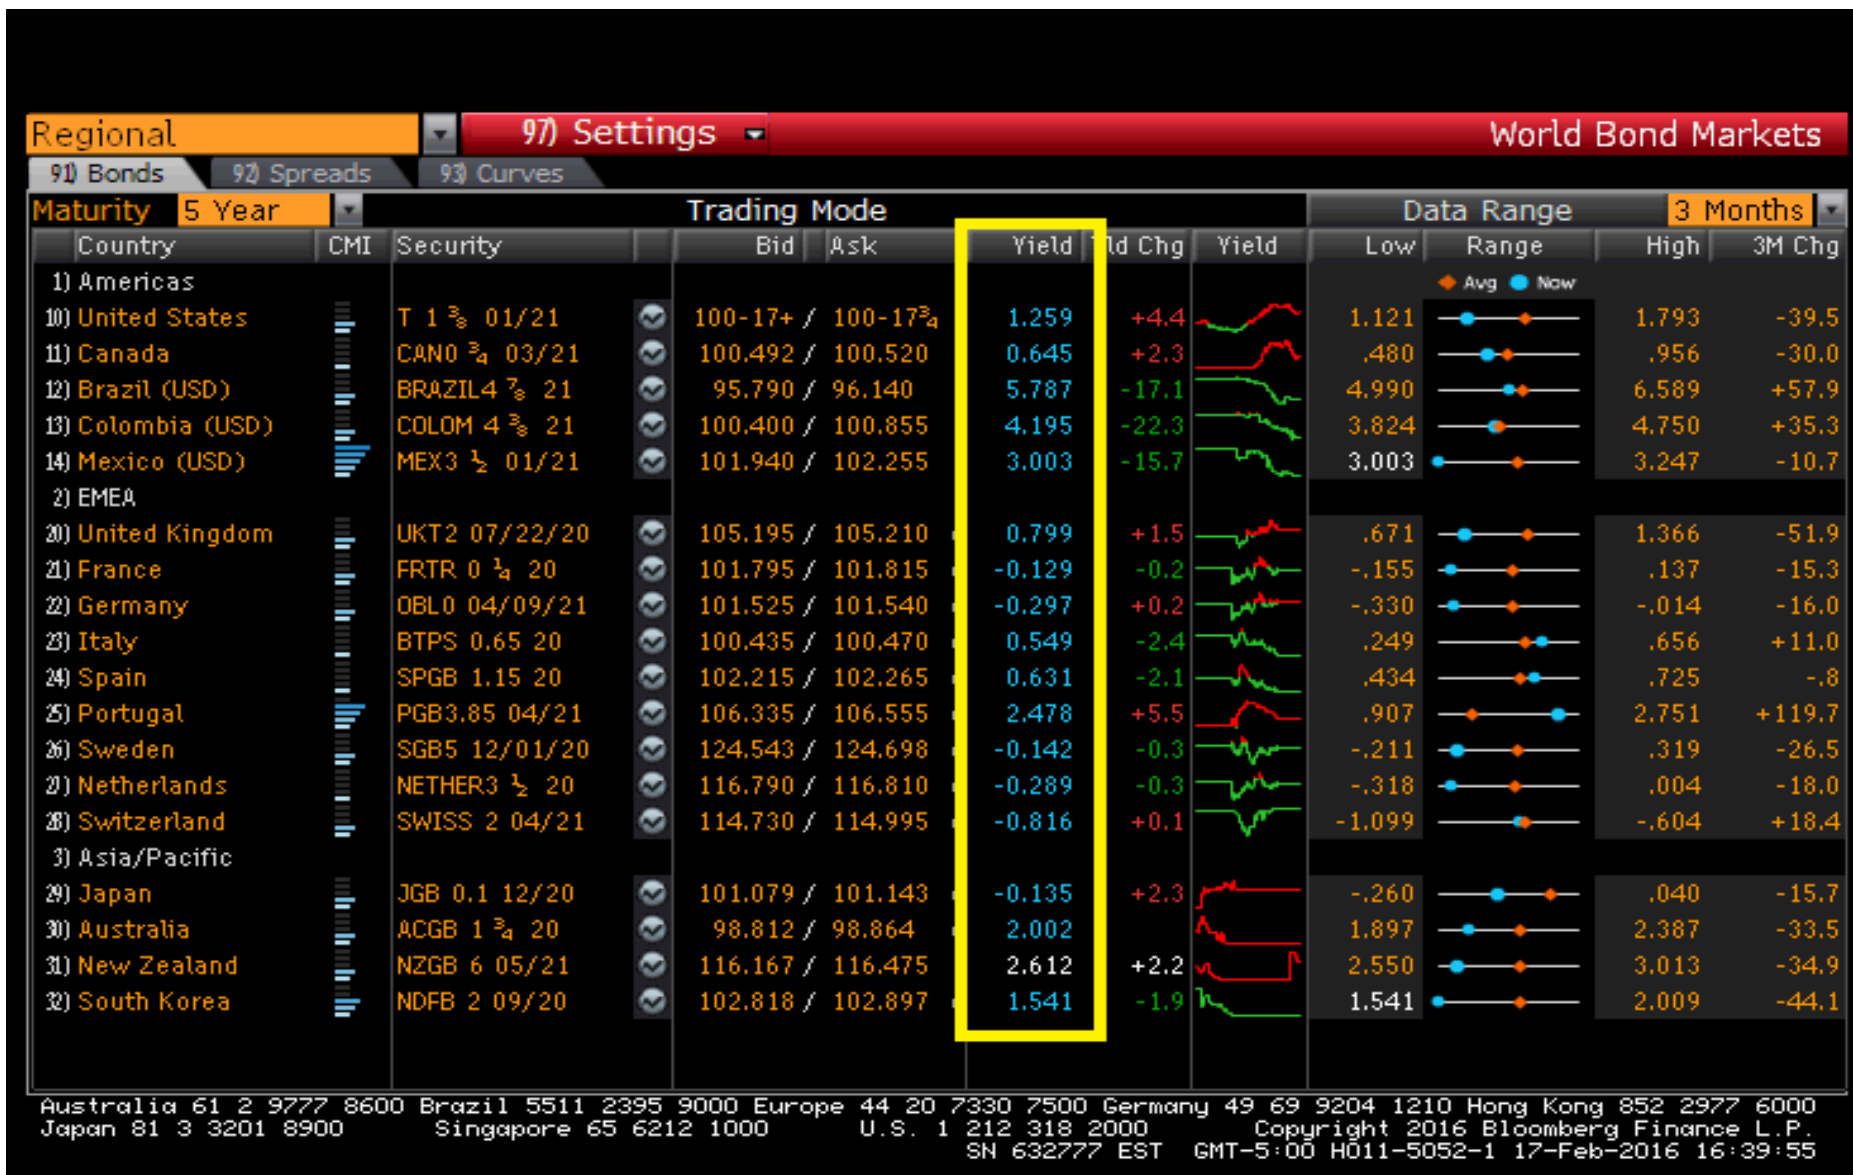 Regional 97) Settings World Bond Markets
91) Bonds 92) Spreads 93) Curves
Maturity 5 Year Trading Mode Data Range 3 Months
Country CMI Security Bid Ask Yield ld Chg Yield Low Range High 3M Chg
1) Americas Avg Now
10) United States T 1 ⅜ 01/21 100-17+ / 100-17¾ 1.259 +4.4 1.121 1.793 -39.5
11) Canada CAN0 ¾ 03/21 100.492 / 100.520 0.645 +2.3 .480 .956 -30.0
12) Brazil (USD) BRAZIL4 ⅞ 21 95.790 / 96.140 5.787 -17.1 4.990 6.589 +57.9
13) Colombia (USD) COLOM 4 ⅜ 21 100.400 / 100.855 4.195 -22.3 3.824 4.750 +35.3
14) Mexico (USD) MEX3 ½ 01/21 101.940 / 102.255 3.003 -15.7 3.003 3.247 -10.7
2) EMEA
20) United Kingdom UKT2 07/22/20 105.195 / 105.210 0.799 +1.5 .671 1.366 -51.9
21) France FRTR 0 ¼ 20 101.795 / 101.815 -0.129 -0.2 -.155 .137 -15.3
22) Germany OBL0 04/09/21 101.525 / 101.540 -0.297 +0.2 -.330 -.014 -16.0
23) Italy BTPS 0.65 20 100.435 / 100.470 0.549 -2.4 .249 .656 +11.0
24) Spain SPGB 1.15 20 102.215 / 102.265 0.631 -2.1 .434 .725 -.8
25) Portugal PGB3.85 04/21 106.335 / 106.555 2.478 +5.5 .907 2.751 +119.7
26) Sweden SGB5 12/01/20 124.543 / 124.698 -0.142 -0.3 -.211 .319 -26.5
27) Netherlands NETHER3 ½ 20 116.790 / 116.810 -0.289 -0.3 -.318 .004 -18.0
28) Switzerland SWISS 2 04/21 114.730 / 114.995 -0.816 +0.1 -1.099 -.604 +18.4
3) Asia/Pacific
29) Japan JGB 0.1 12/20 101.079 / 101.143 -0.135 +2.3 -.260 .040 -15.7
30) Australia ACGB 1 ¾ 20 98.812 / 98.864 2.002 1.897 2.387 -33.5
31) New Zealand NZGB 6 05/21 116.167 / 116.475 2.612 +2.2 2.550 3.013 -34.9
32) South Korea NDFB 2 09/20 102.818 / 102.897 1.541 -1.9 1.541 2.009 -44.1
Australia 61 2 9777 8600 Brazil 5511 2395 9000 Europe 44 20 7330 7500 Germany 49 69 9204 1210 Hong Kong 852 2977 6000
Japan 81 3 3201 8900 Singapore 65 6212 1000 U.S. 1 212 318 2000 Copyright 2016 Bloomberg Finance L.P.
SN 632777 EST GMT-5:00 H011-5052-1 17-Feb-2016 16:39:55